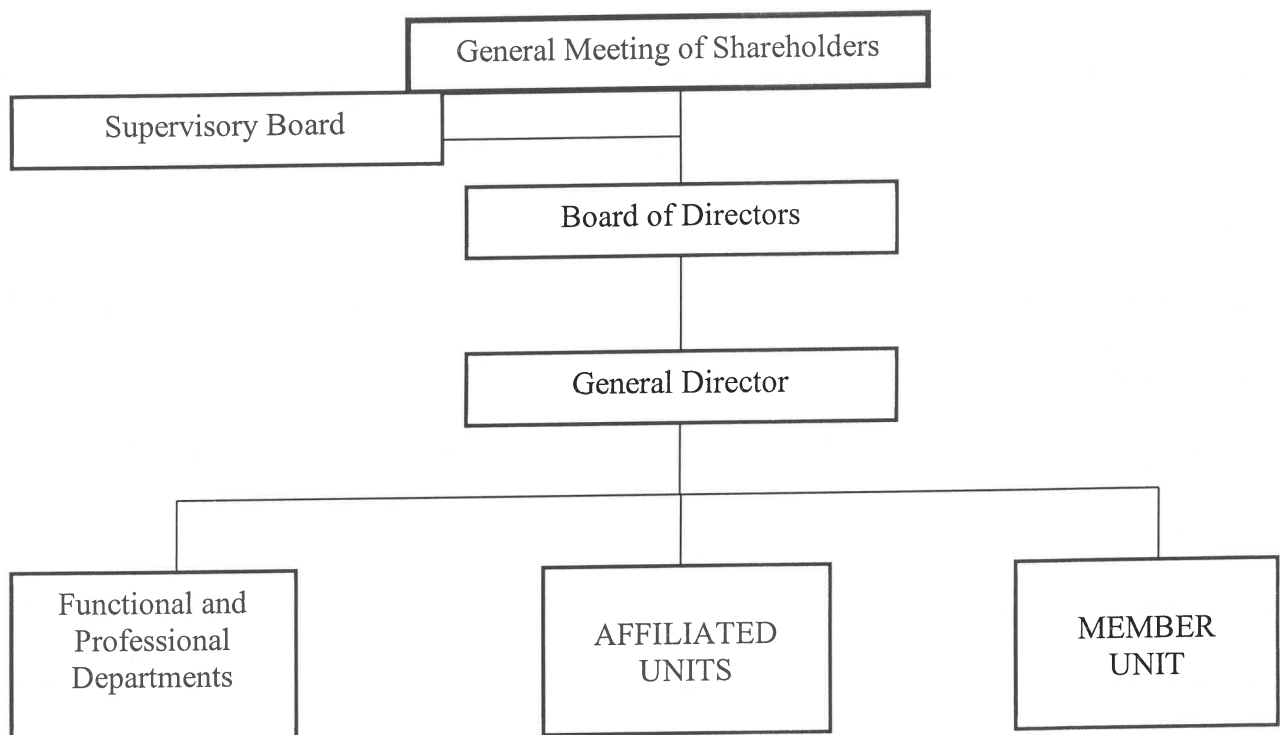 General Meeting of Shareholders
Supervisory Board
Board of Directors
General Director
Functional and
Professional
Departments
AFFILIATED
UNITS
MEMBER
UNIT